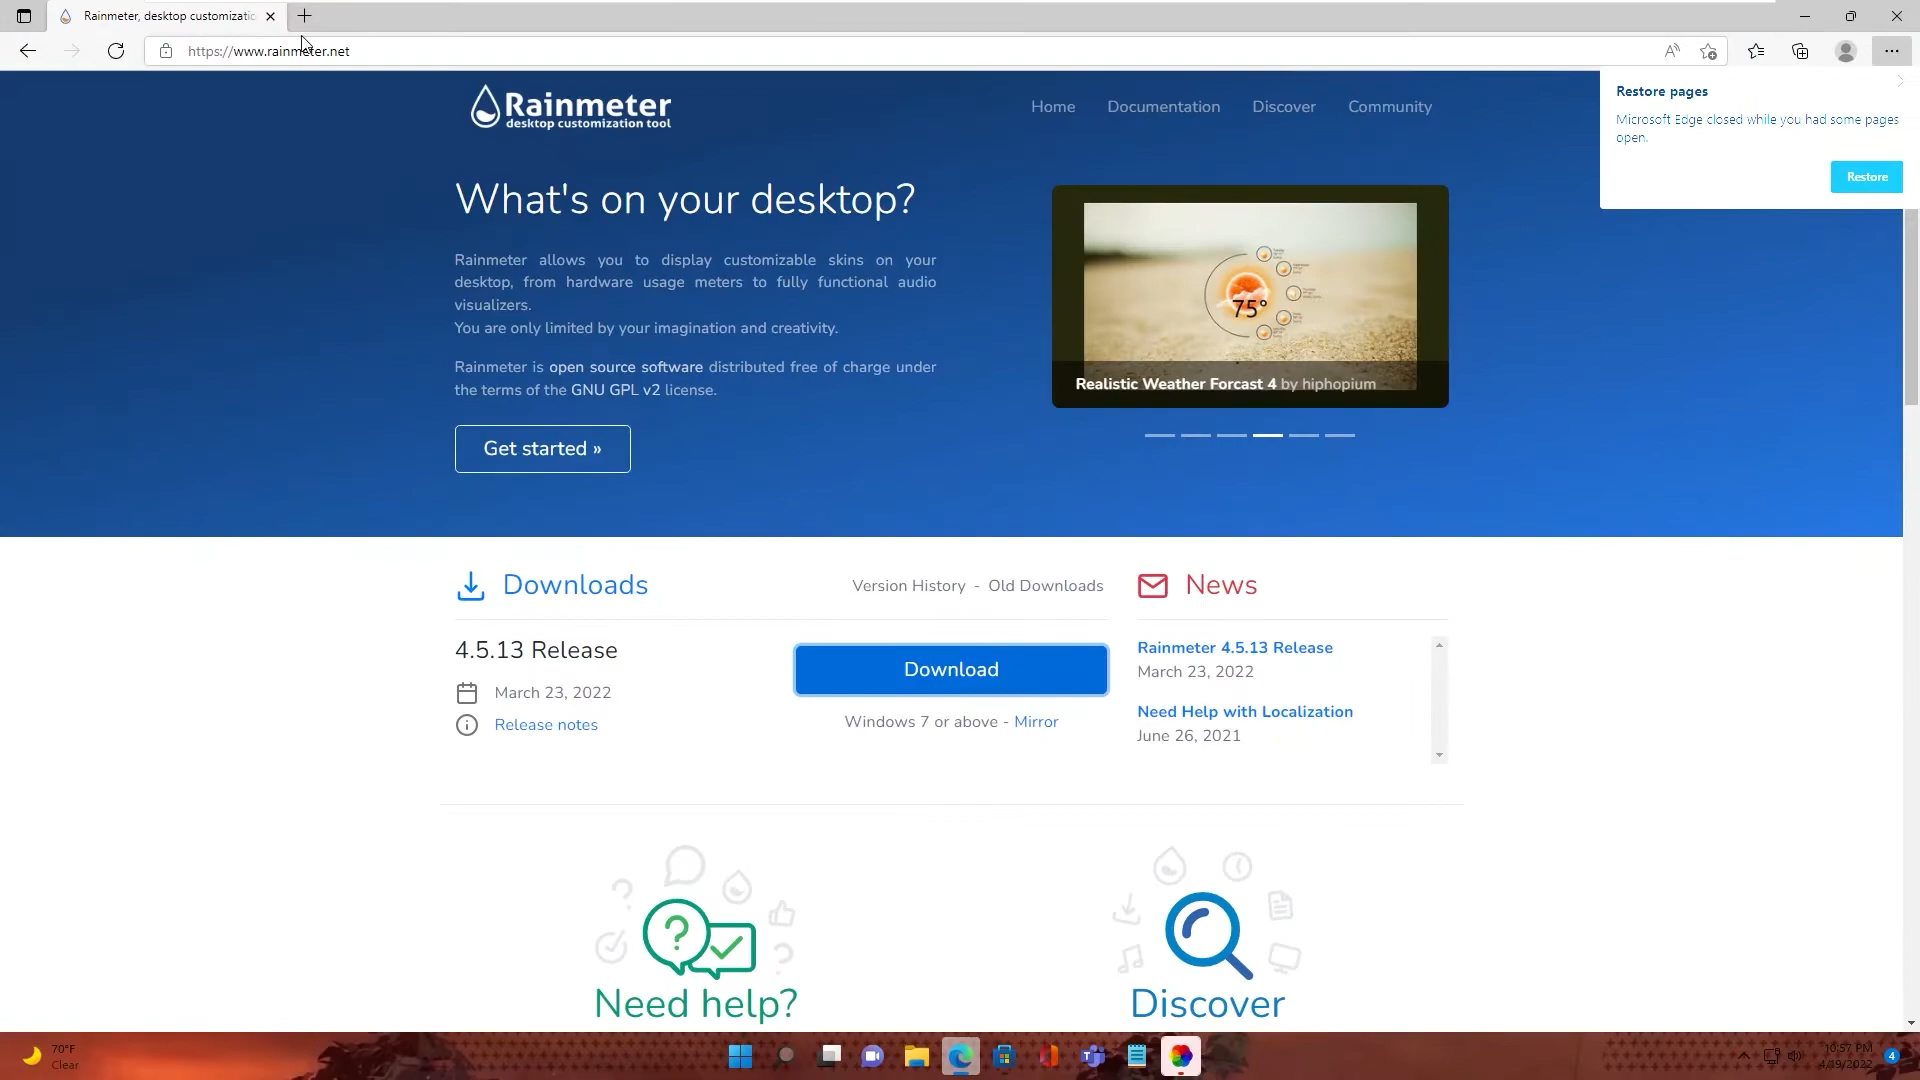 Rainmeter, desktop customizatio
https://www.rainmeter.net
Restore pages
Microsoft Edge closed while you had some pages
open.
Restore
Rainmeter
desktop customization tool
Home
Documentation
Discover
Community
What's on your desktop?
Rainmeter allows you to display customizable skins on your
desktop, from hardware usage meters to fully functional audio
visualizers.
You are only limited by your imagination and creativity.
Rainmeter is open source software distributed free of charge under
the terms of the GNU GPL v2 license.
Get started »
75°
Realistic Weather Forcast 4 by hiphopium
Downloads
Version History - Old Downloads
4.5.13 Release
March 23, 2022
Release notes
Download
Windows 7 or above - Mirror
News
Rainmeter 4.5.13 Release
March 23, 2022
Need Help with Localization
June 26, 2021
Need help?
Discover
70°F
Clear
10:57 PM
4/19/2022
4